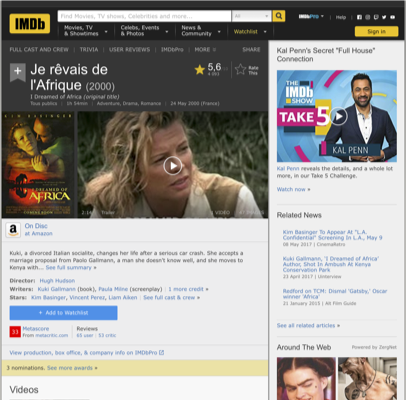 IMDb
Find Movies, TV shows, Celebrities and more...
All
IMDbPro
Help
Movies, TV & Showtimes
Celebs, Events & Photos
News & Community
Watchlist
Sign in
FULL CAST AND CREW | TRIVIA | USER REVIEWS | IMDbPro | MORE
SHARE
Je rêvais de
l'Afrique (2000)
I Dreamed of Africa (original title)
Tous publics | 1h 54min | Adventure, Drama, Romance | 24 May 2000 (France)
5,6
Rate
This
KIM BASINGER
I DREAMED OF
AFRICA
2:14 Trailer
On Disc
at Amazon
Kuki, a divorced Italian socialite, changes her life after a serious car crash. She accepts a
marriage proposal from Paolo Gallmann, a man she doesn't know well, and she moves to
Kenya with... See full summary »
Director: Hugh Hudson
Writers: Kuki Gallmann (book), Paula Milne (screenplay) | 1 more credit »
Stars: Kim Basinger, Vincent Perez, Liam Aiken | See full cast & crew »
+ Add to Watchlist
Metascore
From metacritic.com
Reviews
65 user | 53 critic
View production, box office, & company info on IMDbPro
3 nominations. See more awards »
Videos
Kal Penn's Secret "Full House"
Connection
THE
IMDb
SHOW
TAKE 5
KAL PENN
Kal Penn reveals the details, and a whole lot
more, in our Take 5 Challenge.
Watch now »
Related News
Kim Basinger To Appear At "L.A.
Confidential" Screening In L.A., May 9
08 May 2017 | CinemaRetro
Kuki Gallmann, 'I Dreamed of Africa'
Author, Shot In Ambush At Kenya
Conservation Park
23 April 2017 | Uinterview
Redford on TCM: Dismal 'Gatsby,' Oscar
winner 'Africa'
21 January 2015 | Alt Film Guide
See all related articles »
Around The Web
Powered by ZergNet